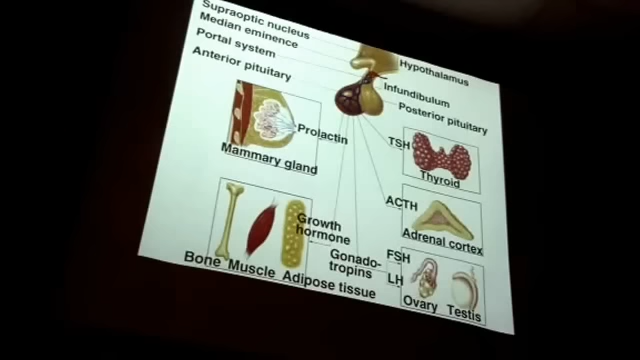 Supraoptic nucleus
Median eminence
Portal system
Anterior pituitary
Hypothalamus
Infundibulum
Posterior pituitary
Prolactin
Mammary gland
TSH
Thyroid
ACTH
Adrenal cortex
Growth
hormone
Gonado-
tropins
FSH
LH
Bone Muscle Adipose tissue
Ovary Testis